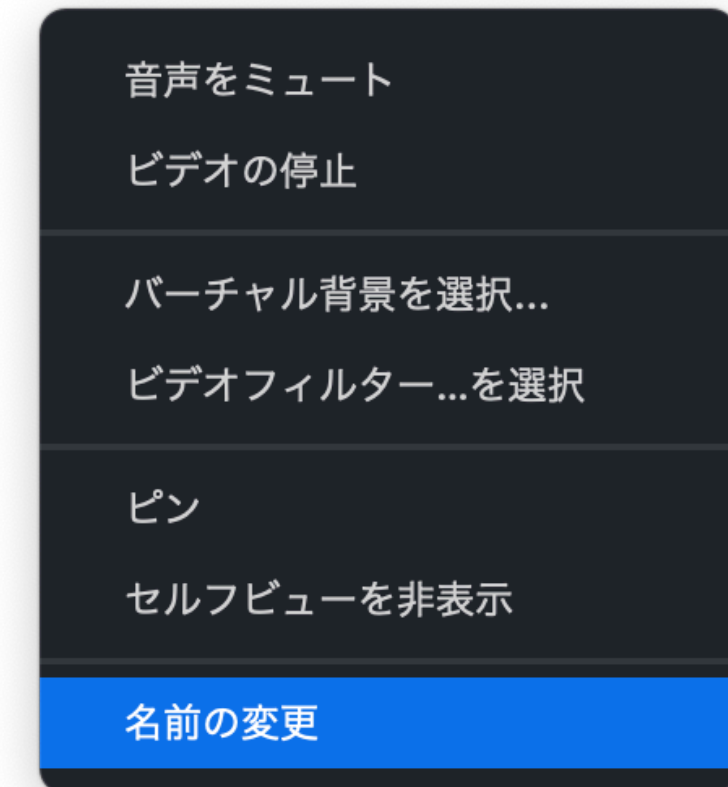 音声をミュート
ビデオの停止
バーチャル背景を選択...
ビデオフィルター...を選択
ピン
セルフビューを非表示
名前の変更